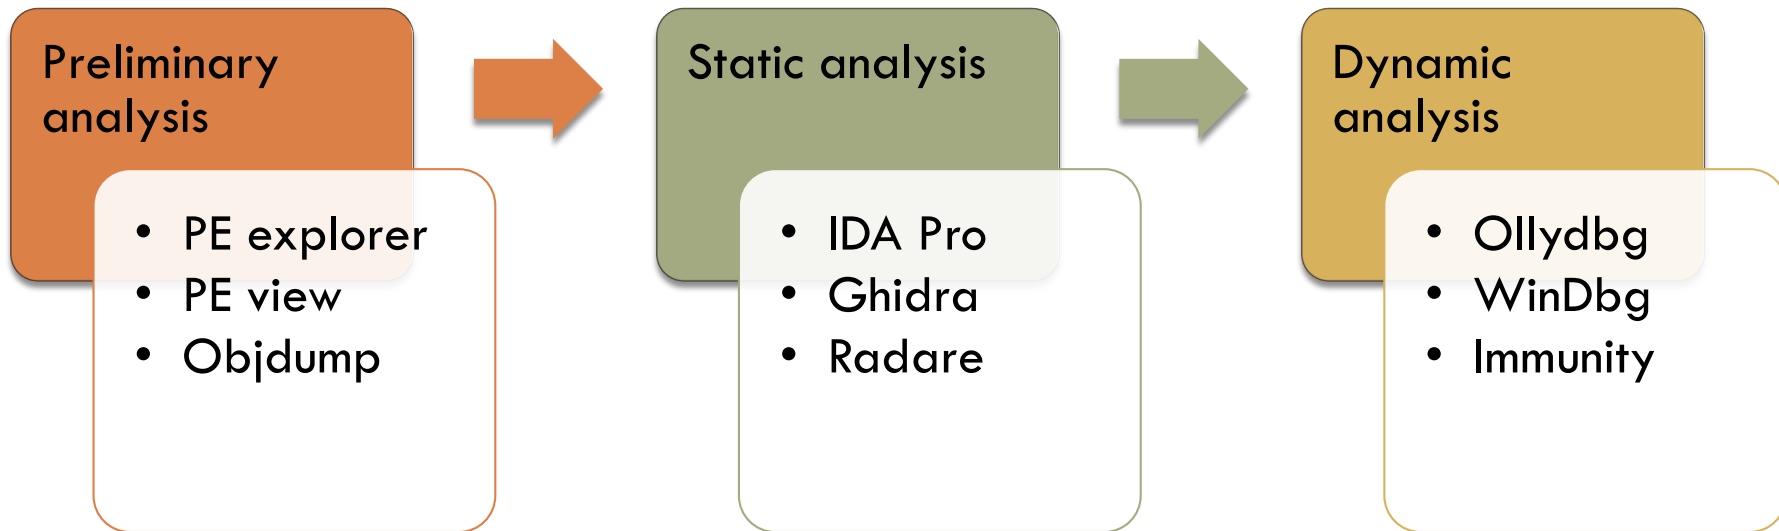 Preliminary
analysis
• PE explorer
• PE view
• Objdump
Static analysis
• IDA Pro
• Ghidra
• Radare
Dynamic
analysis
• Ollydbg
• WinDbg
• Immunity